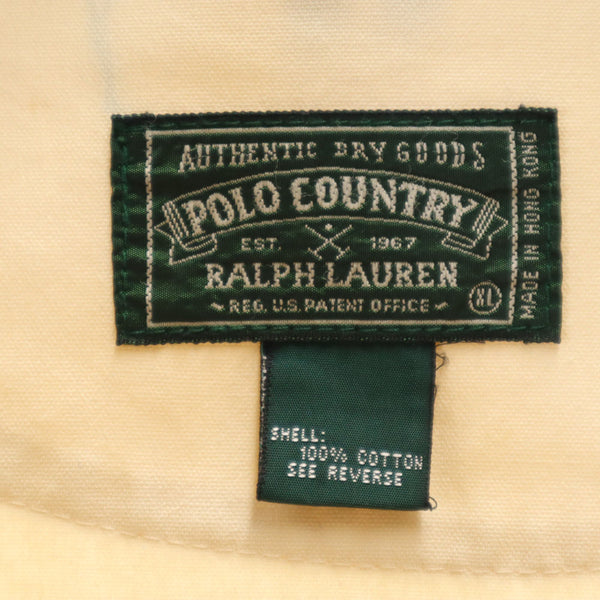 AUTHENTIC DRY GOODS
POLO COUNTRY
EST. 1967
RALPH LAUREN
REG. U.S. PATENT OFFICE
XL
MADE IN HONG KONG
SHELL:
100% COTTON
SEE REVERSE